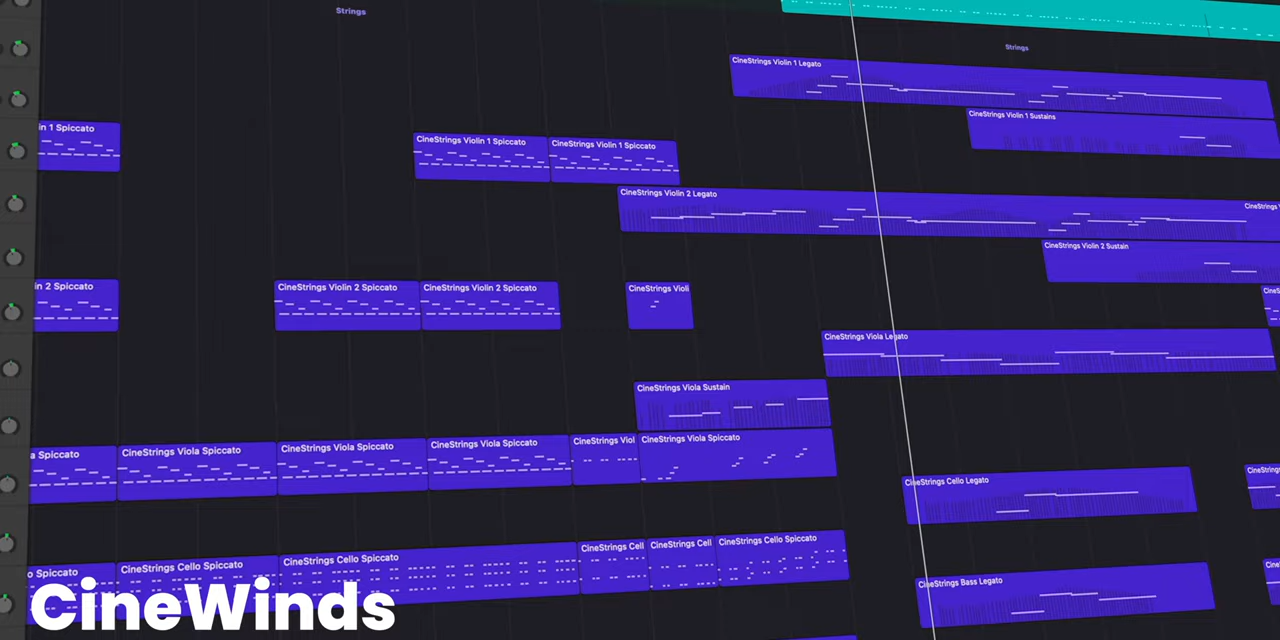 Strings
Strings
CineStrings Violin 1 Legato
CineStrings Violin 1 Sustains
in 1 Spiccato
CineStrings Violin 1 Spiccato
CineStrings Violin 1 Spiccato
CineStrings Violin 2 Legato
CineStrings V
CineStrings Violin 2 Sustain
in 2 Spiccato
CineStrings Violin 2 Spiccato
CineStrings Violin 2 Spiccato
CineStrings Violi
CineS
CineStrings Viola Legato
CineStrings Viola Sustain
a Spiccato
CineStrings Viola Spiccato
CineStrings Viola Spiccato
CineStrings Viola Spiccato
CineStrings Viol
CineStrings Viola Spiccato
CineStrings Cello Legato
CineStrings
o Spiccato
CineStrings Cello Spiccato
CineStrings Cello Spiccato
CineStrings Cell
CineStrings Cell
CineStrings Cello Spiccato
CineStrings Bass Legato
Cine
CineWinds